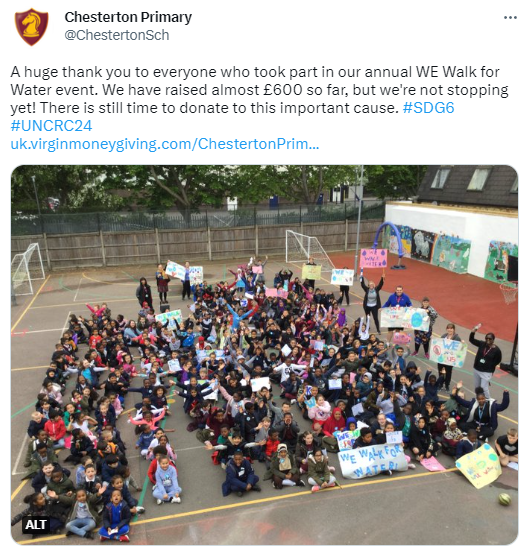 Chesterton Primary
@ChestertonSch
A huge thank you to everyone who took part in our annual WE Walk for
Water event. We have raised almost £600 so far, but we're not stopping
yet! There is still time to donate to this important cause. #SDG6
#UNCRC24
uk.virginmoneygiving.com/ChestertonPrim...
WE WALK FOR
WATER!
ALT